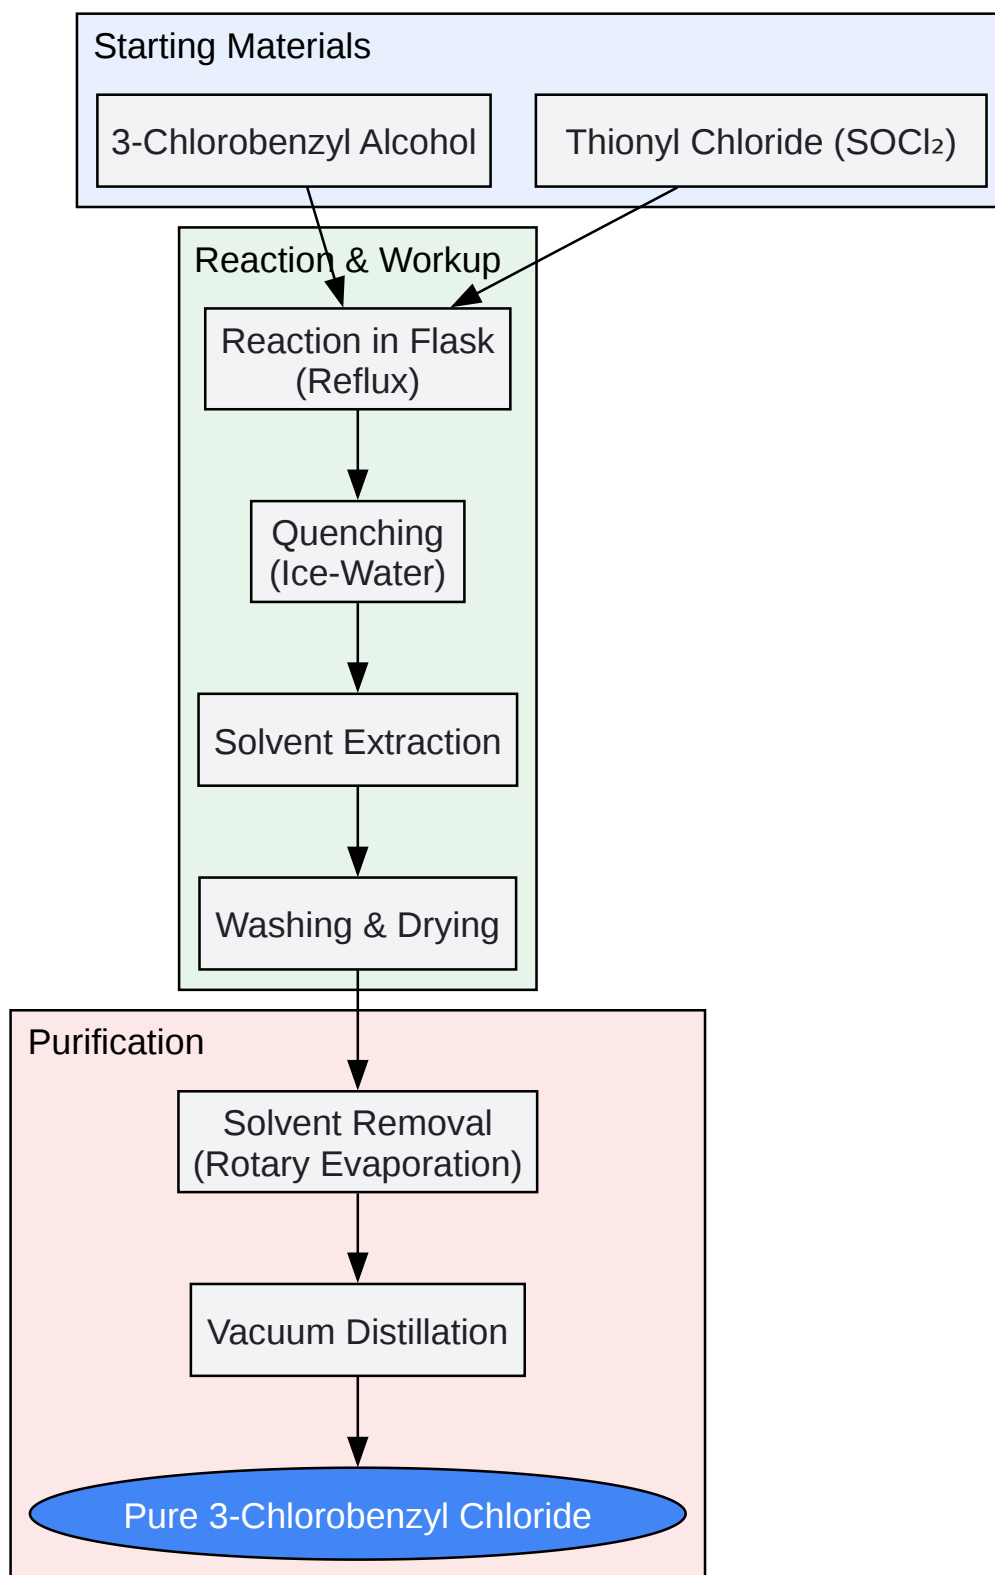 Starting Materials
3-Chlorobenzyl Alcohol
Thionyl Chloride (SOCl₂)
Reaction & Workup
Reaction in Flask
(Reflux)
Quenching
(Ice-Water)
Solvent Extraction
Washing & Drying
Purification
Solvent Removal
(Rotary Evaporation)
Vacuum Distillation
Pure 3-Chlorobenzyl Chloride